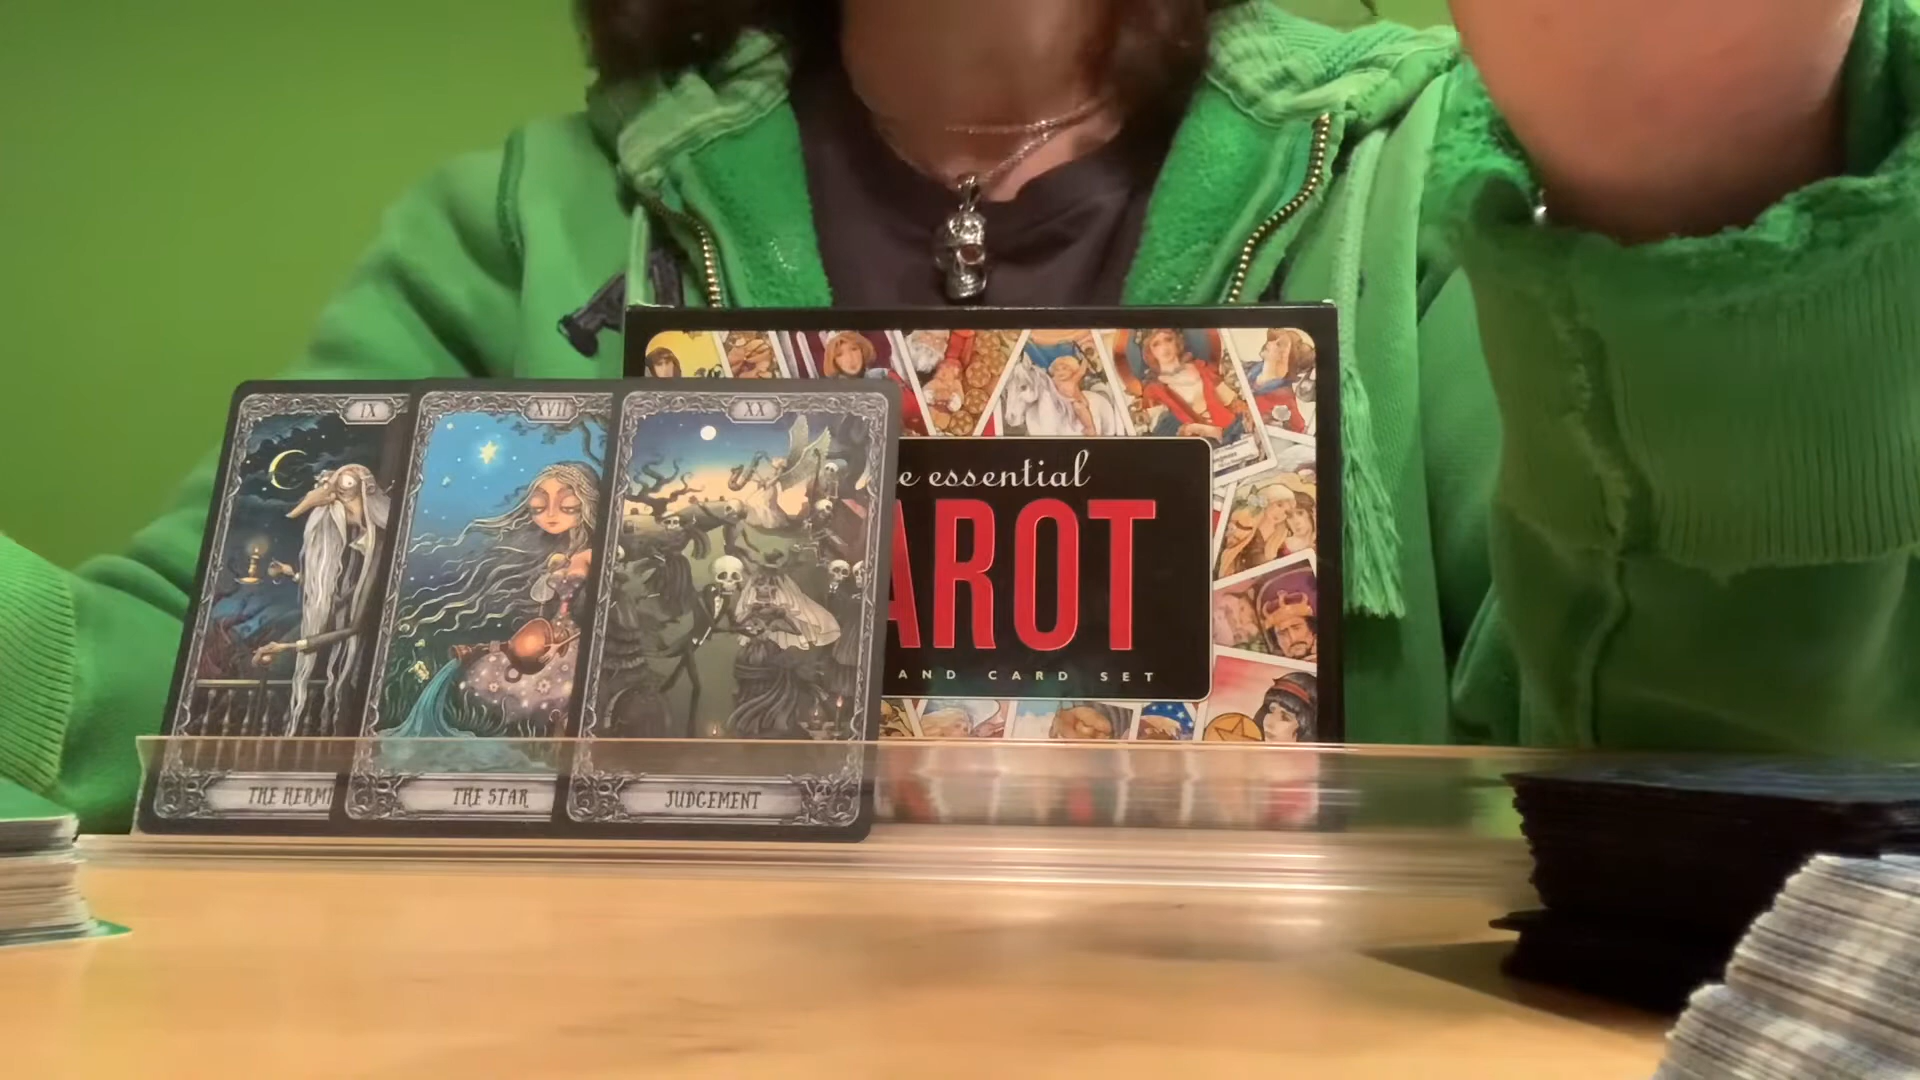 IX
XVII
XX
e essential
AROT
AND CARD SET
THE HERMI
THE STAR
JUDGEMENT